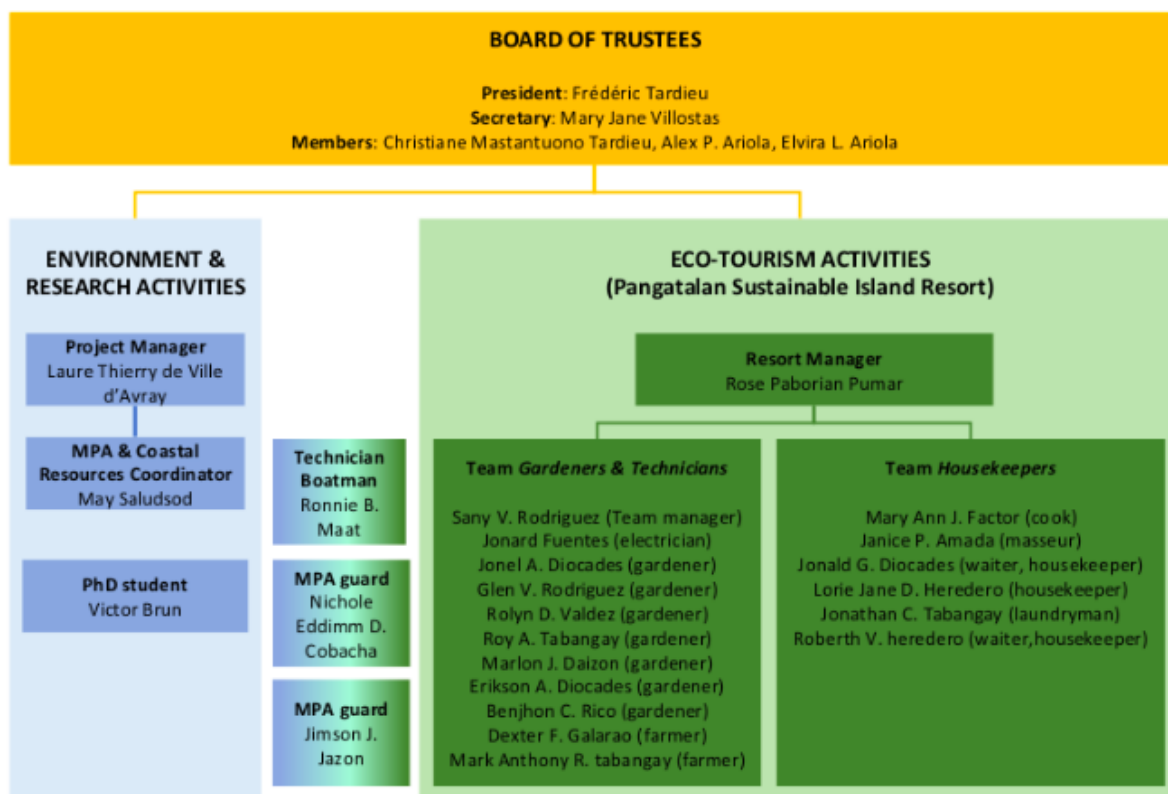 BOARD OF TRUSTEES
President: Frédéric Tardieu
Secretary: Mary Jane Villostas
Members: Christiane Mastantuono Tardieu, Alex P. Ariola, Elvira L. Ariola
ENVIRONMENT &
RESEARCH ACTIVITIES
Project Manager
Laure Thierry de Ville
d’Avray
MPA & Coastal
Resources Coordinator
May Saludsod
PhD student
Victor Brun
Technician
Boatman
Ronnie B.
Maat
MPA guard
Nichole
Eddimm D.
Cobacha
MPA guard
Jimson J.
Jazon
ECO-TOURISM ACTIVITIES
(Pangatalan Sustainable Island Resort)
Resort Manager
Rose Paborian Pumar
Team Gardeners & Technicians
Sany V. Rodriguez (Team manager)
Jonard Fuentes (electrician)
Jonel A. Diocades (gardener)
Glen V. Rodriguez (gardener)
Rolyn D. Valdez (gardener)
Roy A. Tabangay (gardener)
Marlon J. Daizon (gardener)
Erikson A. Diocades (gardener)
Benjhon C. Rico (gardener)
Dexter F. Galarao (farmer)
Mark Anthony R. tabangay (farmer)
Team Housekeepers
Mary Ann J. Factor (cook)
Janice P. Amada (masseur)
Jonald G. Diocades (waiter, housekeeper)
Lorie Jane D. Heredero (housekeeper)
Jonathan C. Tabangay (laundryman)
Roberth V. heredero (waiter,housekeeper)